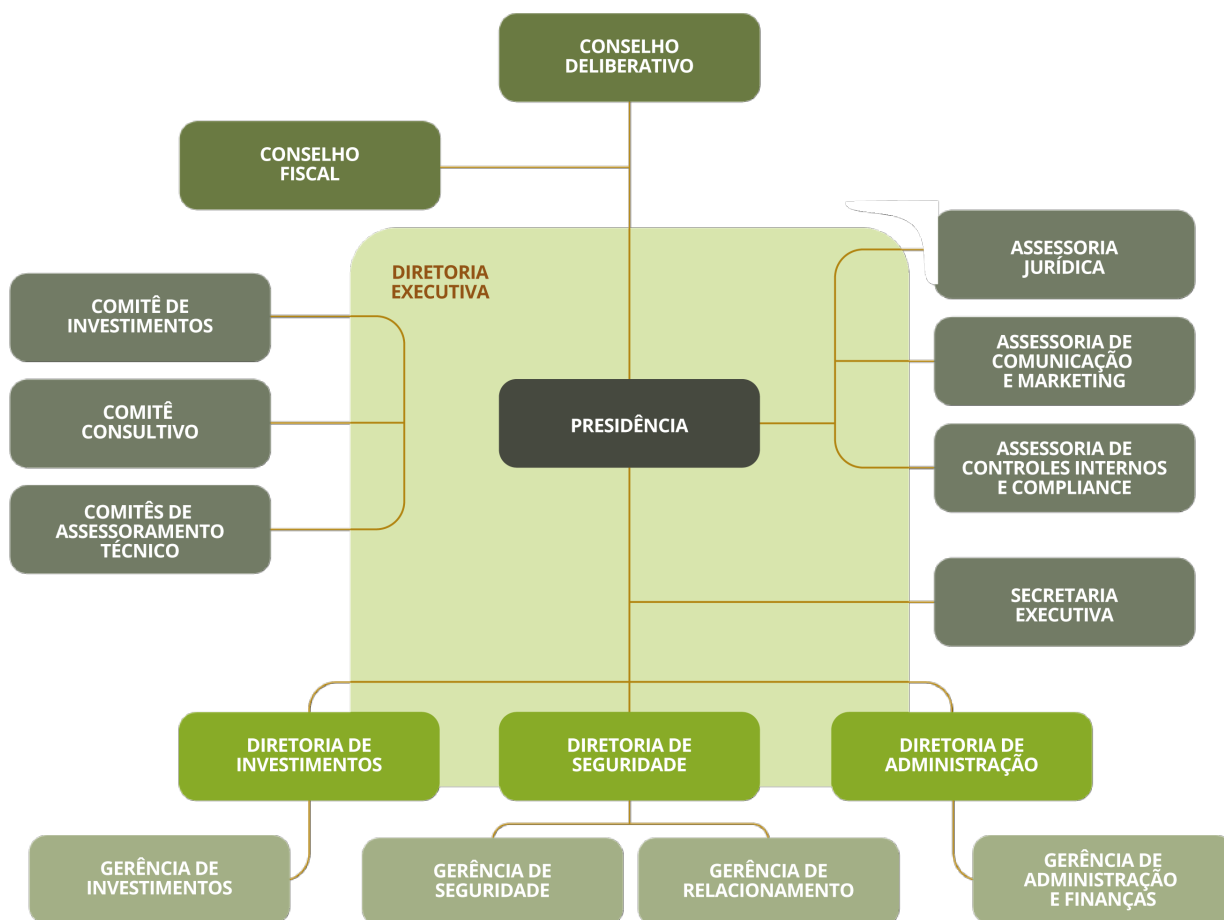 CONSELHO
DELIBERATIVO
CONSELHO
FISCAL
ASSESSORIA
JURÍDICA
DIRETORIA
EXECUTIVA
COMITÊ DE
INVESTIMENTOS
ASSESSORIA DE
COMUNICAÇÃO
E MARKETING
COMITÊ
CONSULTIVO
PRESIDÊNCIA
ASSESSORIA DE
CONTROLES INTERNOS
E COMPLIANCE
COMITÊS DE
ASSESSORAMENTO
TÉCNICO
SECRETARIA
EXECUTIVA
DIRETORIA DE
INVESTIMENTOS
DIRETORIA DE
SEGURIDADE
DIRETORIA DE
ADMINISTRAÇÃO
GERÊNCIA DE
INVESTIMENTOS
GERÊNCIA DE
SEGURIDADE
GERÊNCIA DE
RELACIONAMENTO
GERÊNCIA DE
ADMINISTRAÇÃO
E FINANÇAS